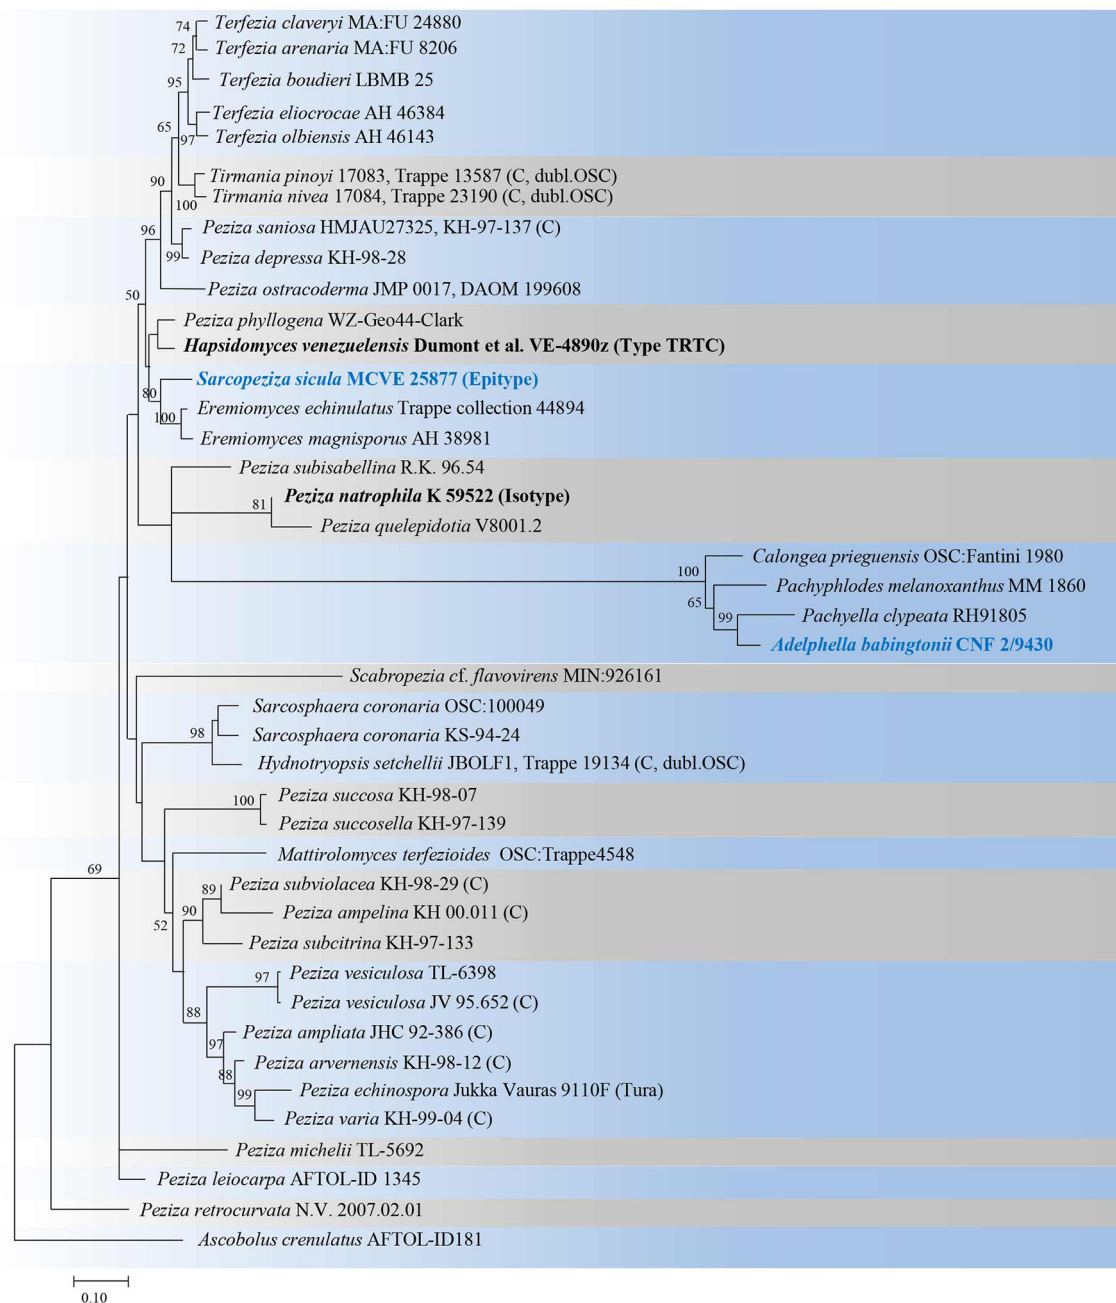 74
Terfezia claveryi MA:FU 24880
72
Terfezia arenaria MA:FU 8206
95
Terfezia boudieri LBMB 25
Terfezia eliocrocae AH 46384
65
97
Terfezia olbiensis AH 46143
Tirmania pinoyi 17083, Trappe 13587 (C, dubl.OSC)
90
100
Tirmania nivea 17084, Trappe 23190 (C, dubl.OSC)
96
Peziza saniosa HMJAU27325, KH-97-137 (C)
99
Peziza depressa KH-98-28
50
Peziza ostracoderma JMP 0017, DAOM 199608
Peziza phyllogena WZ-Geo44-Clark
Hapsidomyces venezuelensis Dumont et al. VE-4890z (Type TRTC)
Sarcopeziza sicula MCVE 25877 (Epitype)
80
Eremiomyces echinulatus Trappe collection 44894
100
Eremiomyces magnisporus AH 38981
Peziza subisabellina R.K. 96.54
81
Peziza natrophila K 59522 (Isotype)
Peziza quelepidotia V8001.2
Calongea prieguensis OSC:Fantini 1980
100
Pachyphlodes melanoxanthus MM 1860
65
99
Pachyella clypeata RH91805
Adelphella babingtonii CNF 2/9430
Scabropezia cf. flavovirens MIN:926161
Sarcosphaera coronaria OSC:100049
98
Sarcosphaera coronaria KS-94-24
Hydnotryopsis setchellii JBOLF1, Trappe 19134 (C, dubl.OSC)
100
Peziza succosa KH-98-07
Peziza succosella KH-97-139
Mattirolomyces terfezioides OSC:Trappe4548
69
89
Peziza subviolacea KH-98-29 (C)
90
Peziza ampelina KH 00.011 (C)
52
Peziza subcitrina KH-97-133
97
Peziza vesiculosa TL-6398
Peziza vesiculosa JV 95.652 (C)
88
Peziza ampliata JHC 92-386 (C)
97
Peziza arvernensis KH-98-12 (C)
88
99
Peziza echinospora Jukka Vauras 9110F (Tura)
Peziza varia KH-99-04 (C)
Peziza michelii TL-5692
Peziza leiocarpa AFTOL-ID 1345
Peziza retrocurvata N.V. 2007.02.01
Ascobolus crenulatus AFTOL-ID181
0.10